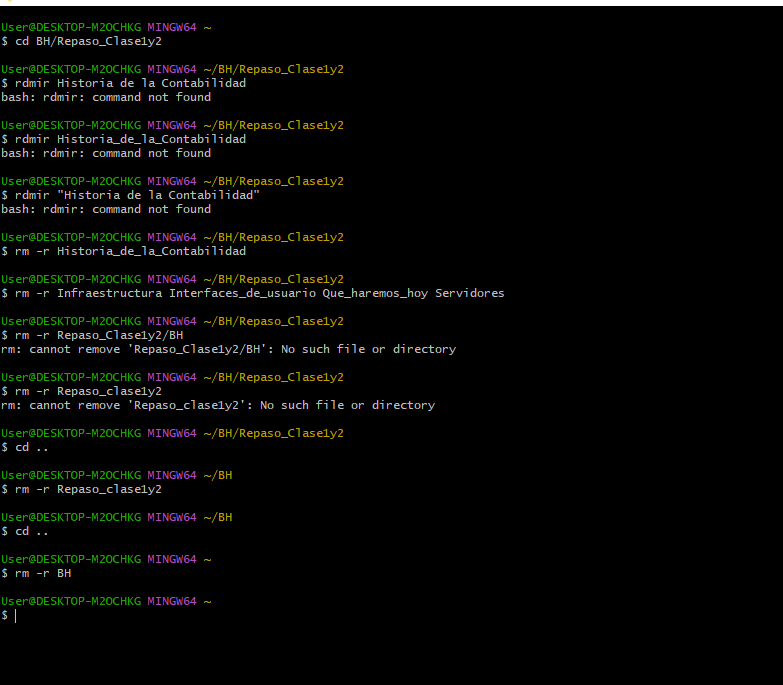 User@DESKTOP-M2OCHKG MINGW64 ~
$ cd BH/Repaso_Clase1y2
User@DESKTOP-M2OCHKG MINGW64 ~/BH/Repaso_Clase1y2
$ rdmir Historia de la Contabilidad
bash: rdmir: command not found
User@DESKTOP-M2OCHKG MINGW64 ~/BH/Repaso_Clase1y2
$ rdmir Historia_de_la_Contabilidad
bash: rdmir: command not found
User@DESKTOP-M2OCHKG MINGW64 ~/BH/Repaso_Clase1y2
$ rdmir "Historia de la Contabilidad"
bash: rdmir: command not found
User@DESKTOP-M2OCHKG MINGW64 ~/BH/Repaso_Clase1y2
$ rm -r Historia_de_la_Contabilidad
User@DESKTOP-M2OCHKG MINGW64 ~/BH/Repaso_Clase1y2
$ rm -r Infraestructura Interfaces_de_usuario Que_haremos_hoy Servidores
User@DESKTOP-M2OCHKG MINGW64 ~/BH/Repaso_Clase1y2
$ rm -r Repaso_Clase1y2/BH
rm: cannot remove 'Repaso_Clase1y2/BH': No such file or directory
User@DESKTOP-M2OCHKG MINGW64 ~/BH/Repaso_Clase1y2
$ rm -r Repaso_clase1y2
rm: cannot remove 'Repaso_clase1y2': No such file or directory
User@DESKTOP-M2OCHKG MINGW64 ~/BH/Repaso_Clase1y2
$ cd ..
User@DESKTOP-M2OCHKG MINGW64 ~/BH
$ rm -r Repaso_clase1y2
User@DESKTOP-M2OCHKG MINGW64 ~/BH
$ cd ..
User@DESKTOP-M2OCHKG MINGW64 ~
$ rm -r BH
User@DESKTOP-M2OCHKG MINGW64 ~
$